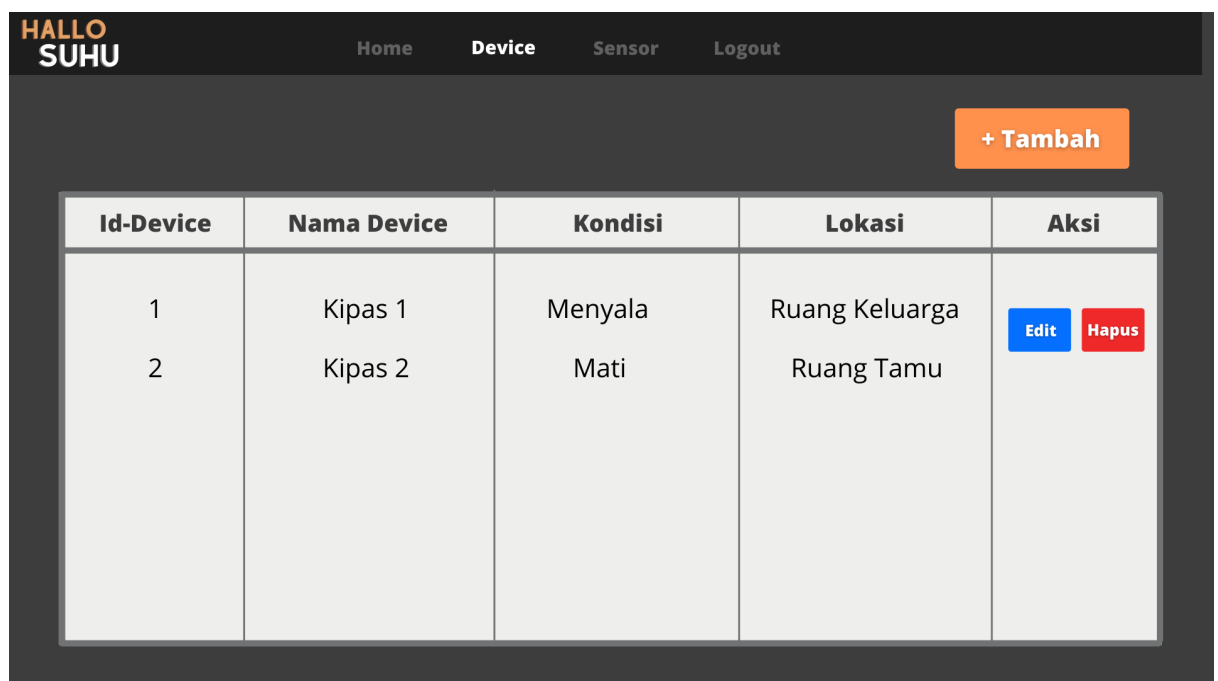 HALLO
SUHU
Home Device Sensor Logout
+ Tambah
Id-Device Nama Device Kondisi Lokasi Aksi
1 Kipas 1 Menyala Ruang Keluarga
Edit Hapus
2 Kipas 2 Mati Ruang Tamu